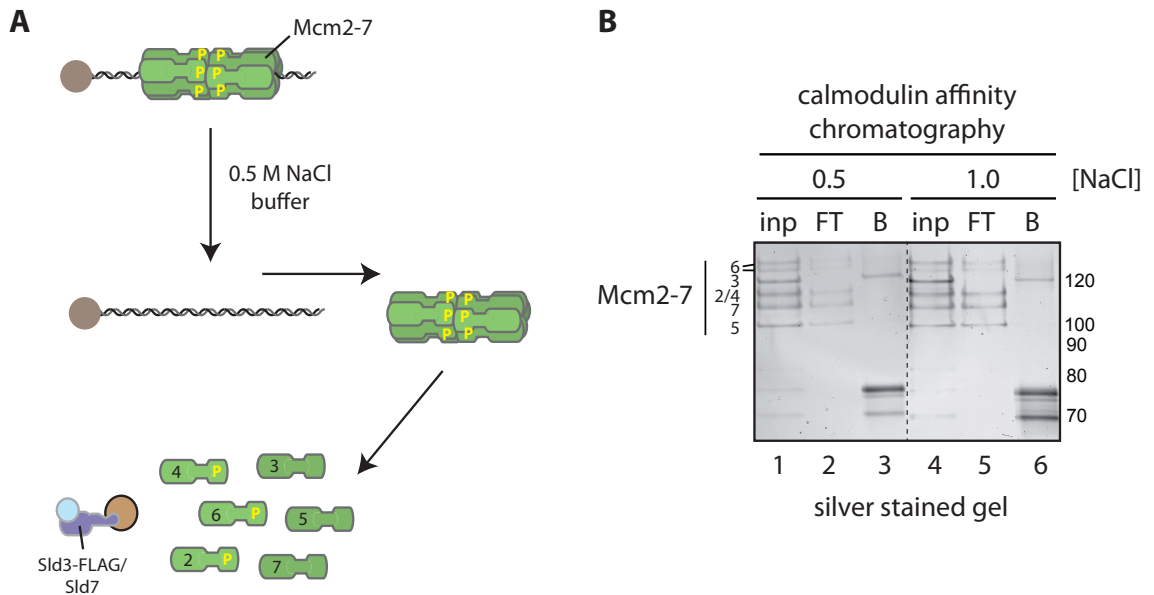 A
Mcm2-7
P P
P P
P P
0.5 M NaCl
buffer
P P
P P
P P
4 P
3
6 P
5
2 P
7
Sld3-FLAG/
Sld7
B
calmodulin affinity
chromatography
0.5 1.0 [NaCl]
inp FT B inp FT B
Mcm2-7
6
3
2/4
7
5
120
100
90
80
70
1 2 3 4 5 6
silver stained gel